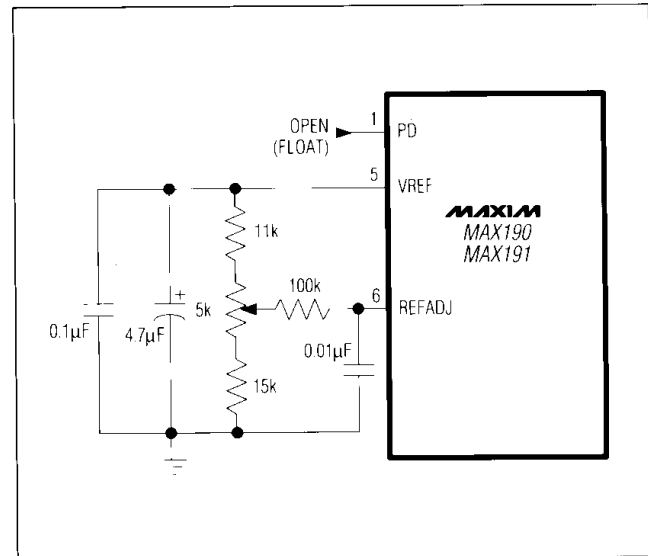 OPEN
(FLOAT)
1
PD
5
VREF
MAXIM
MAX190
MAX191
11k
100k
6
REFADJ
0.1µF
4.7µF
+
5k
0.01µF
15k